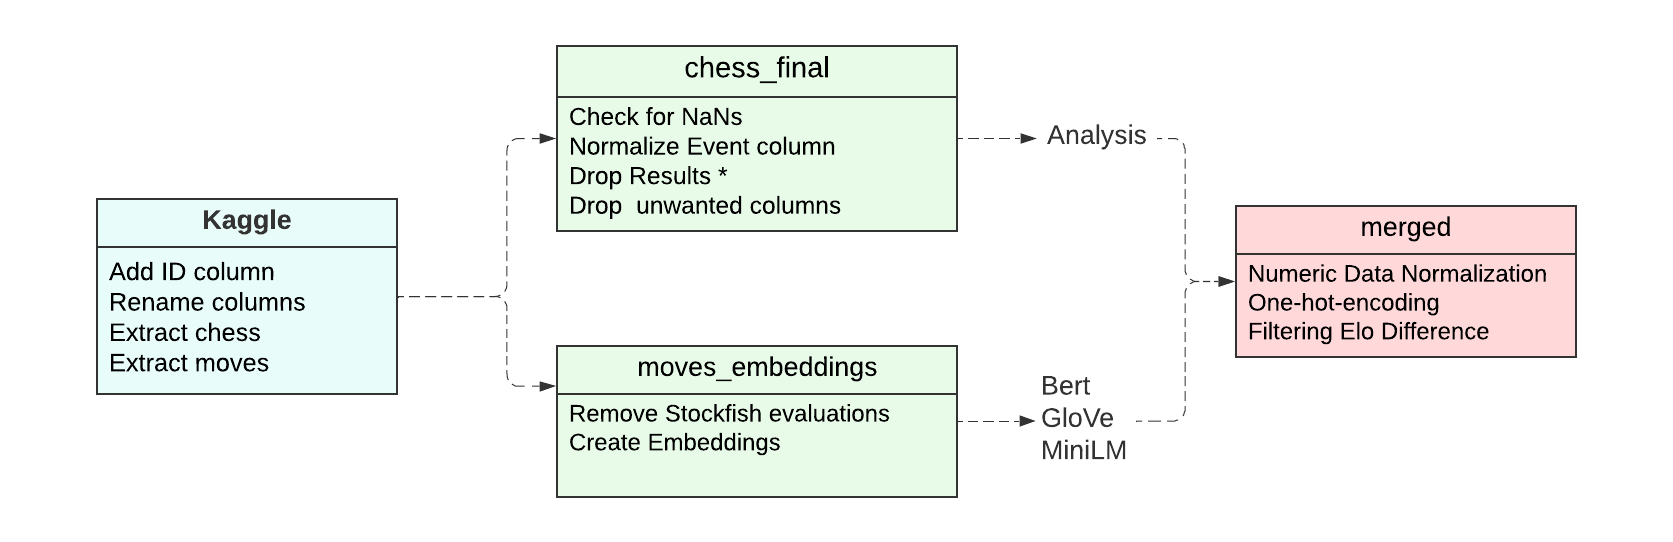 Kaggle
Add ID column
Rename columns
Extract chess
Extract moves
chess_final
Check for NaNs
Normalize Event column
Drop Results *
Drop  unwanted columns
Analysis
moves_embeddings
Remove Stockfish evaluations
Create Embeddings
Bert
GloVe
MiniLM
merged
Numeric Data Normalization
One-hot-encoding
Filtering Elo Difference